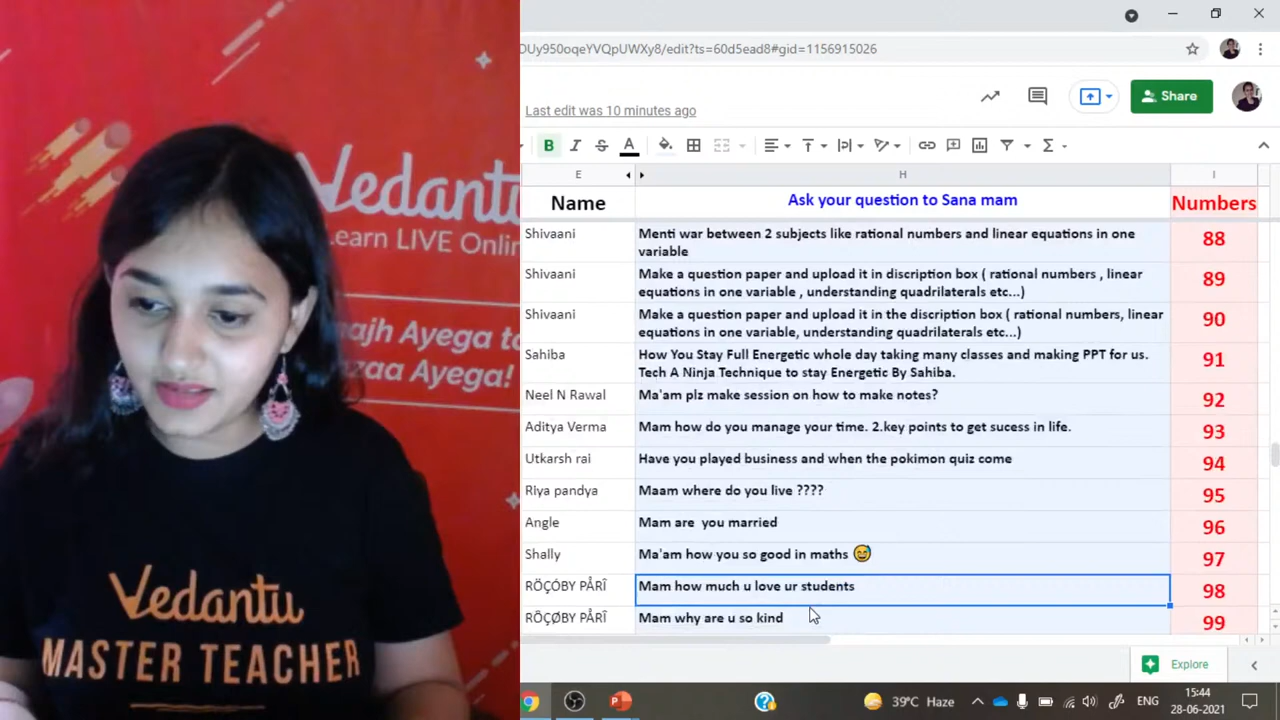 Vedantu
Learn LIVE Online
ajh Ayega to
zaa Ayega!
Vedantu
MASTER TEACHER
DUy950oqeYVQpUWXy8/edit?ts=60d5ead8#gid=1156915026
Last edit was 10 minutes ago
Share
B I S A
E H I
Name Ask your question to Sana mam Numbers
Shivaani Menti war between 2 subjects like rational numbers and linear equations in one 88
variable
Shivaani Make a question paper and upload it in discription box ( rational numbers , linear 89
equations in one variable , understanding quadrilaterals etc...)
Shivaani Make a question paper and upload it in the discription box ( rational numbers, linear 90
equations in one variable, understanding quadrilaterals etc...)
Sahiba How You Stay Full Energetic whole day taking many classes and making PPT for us. 91
Tech A Ninja Technique to stay Energetic By Sahiba.
Neel N Rawal Ma'am plz make session on how to make notes? 92
Aditya Verma Mam how do you manage your time. 2.key points to get sucess in life. 93
Utkarsh rai Have you played business and when the pokimon quiz come 94
RIya pandya Maam where do you live ???? 95
Angle Mam are  you married 96
Shally Ma'am how you so good in maths 😅 97
RÖÇÓBY PÅRÎ Mam how much u love ur students 98
RÖÇØBY PÅRÎ Mam why are u so kind 99
Explore
39°C Haze ENG 15:44
28-06-2021